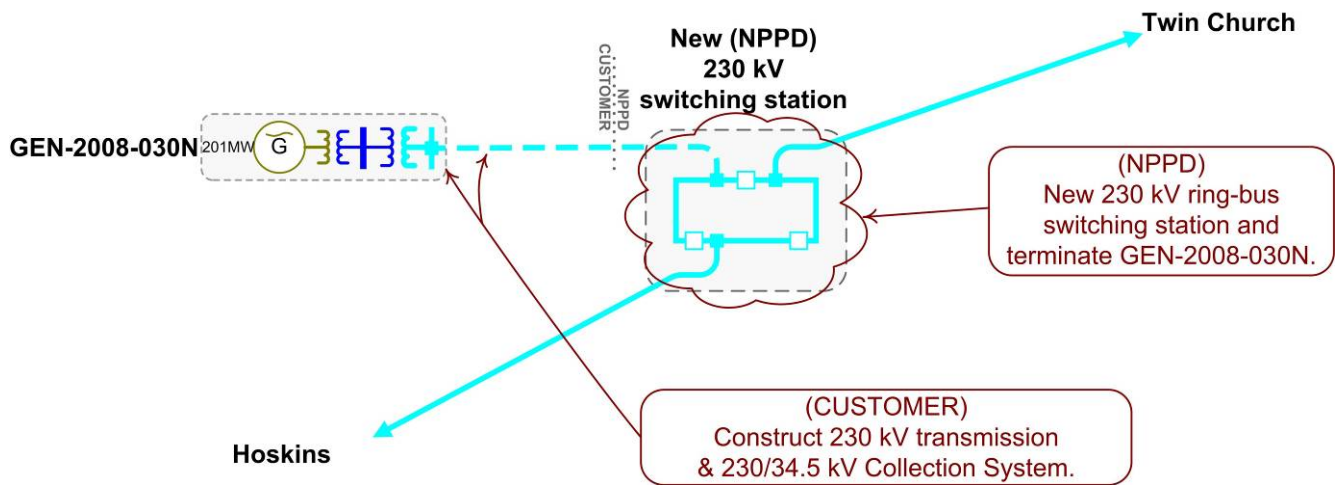 Twin Church
New (NPPD)
230 kV
switching station
CUSTOMER
NPPD
GEN-2008-030N
201MW
G
(NPPD)
New 230 kV ring-bus
switching station and
terminate GEN-2008-030N.
(CUSTOMER)
Construct 230 kV transmission
& 230/34.5 kV Collection System.
Hoskins